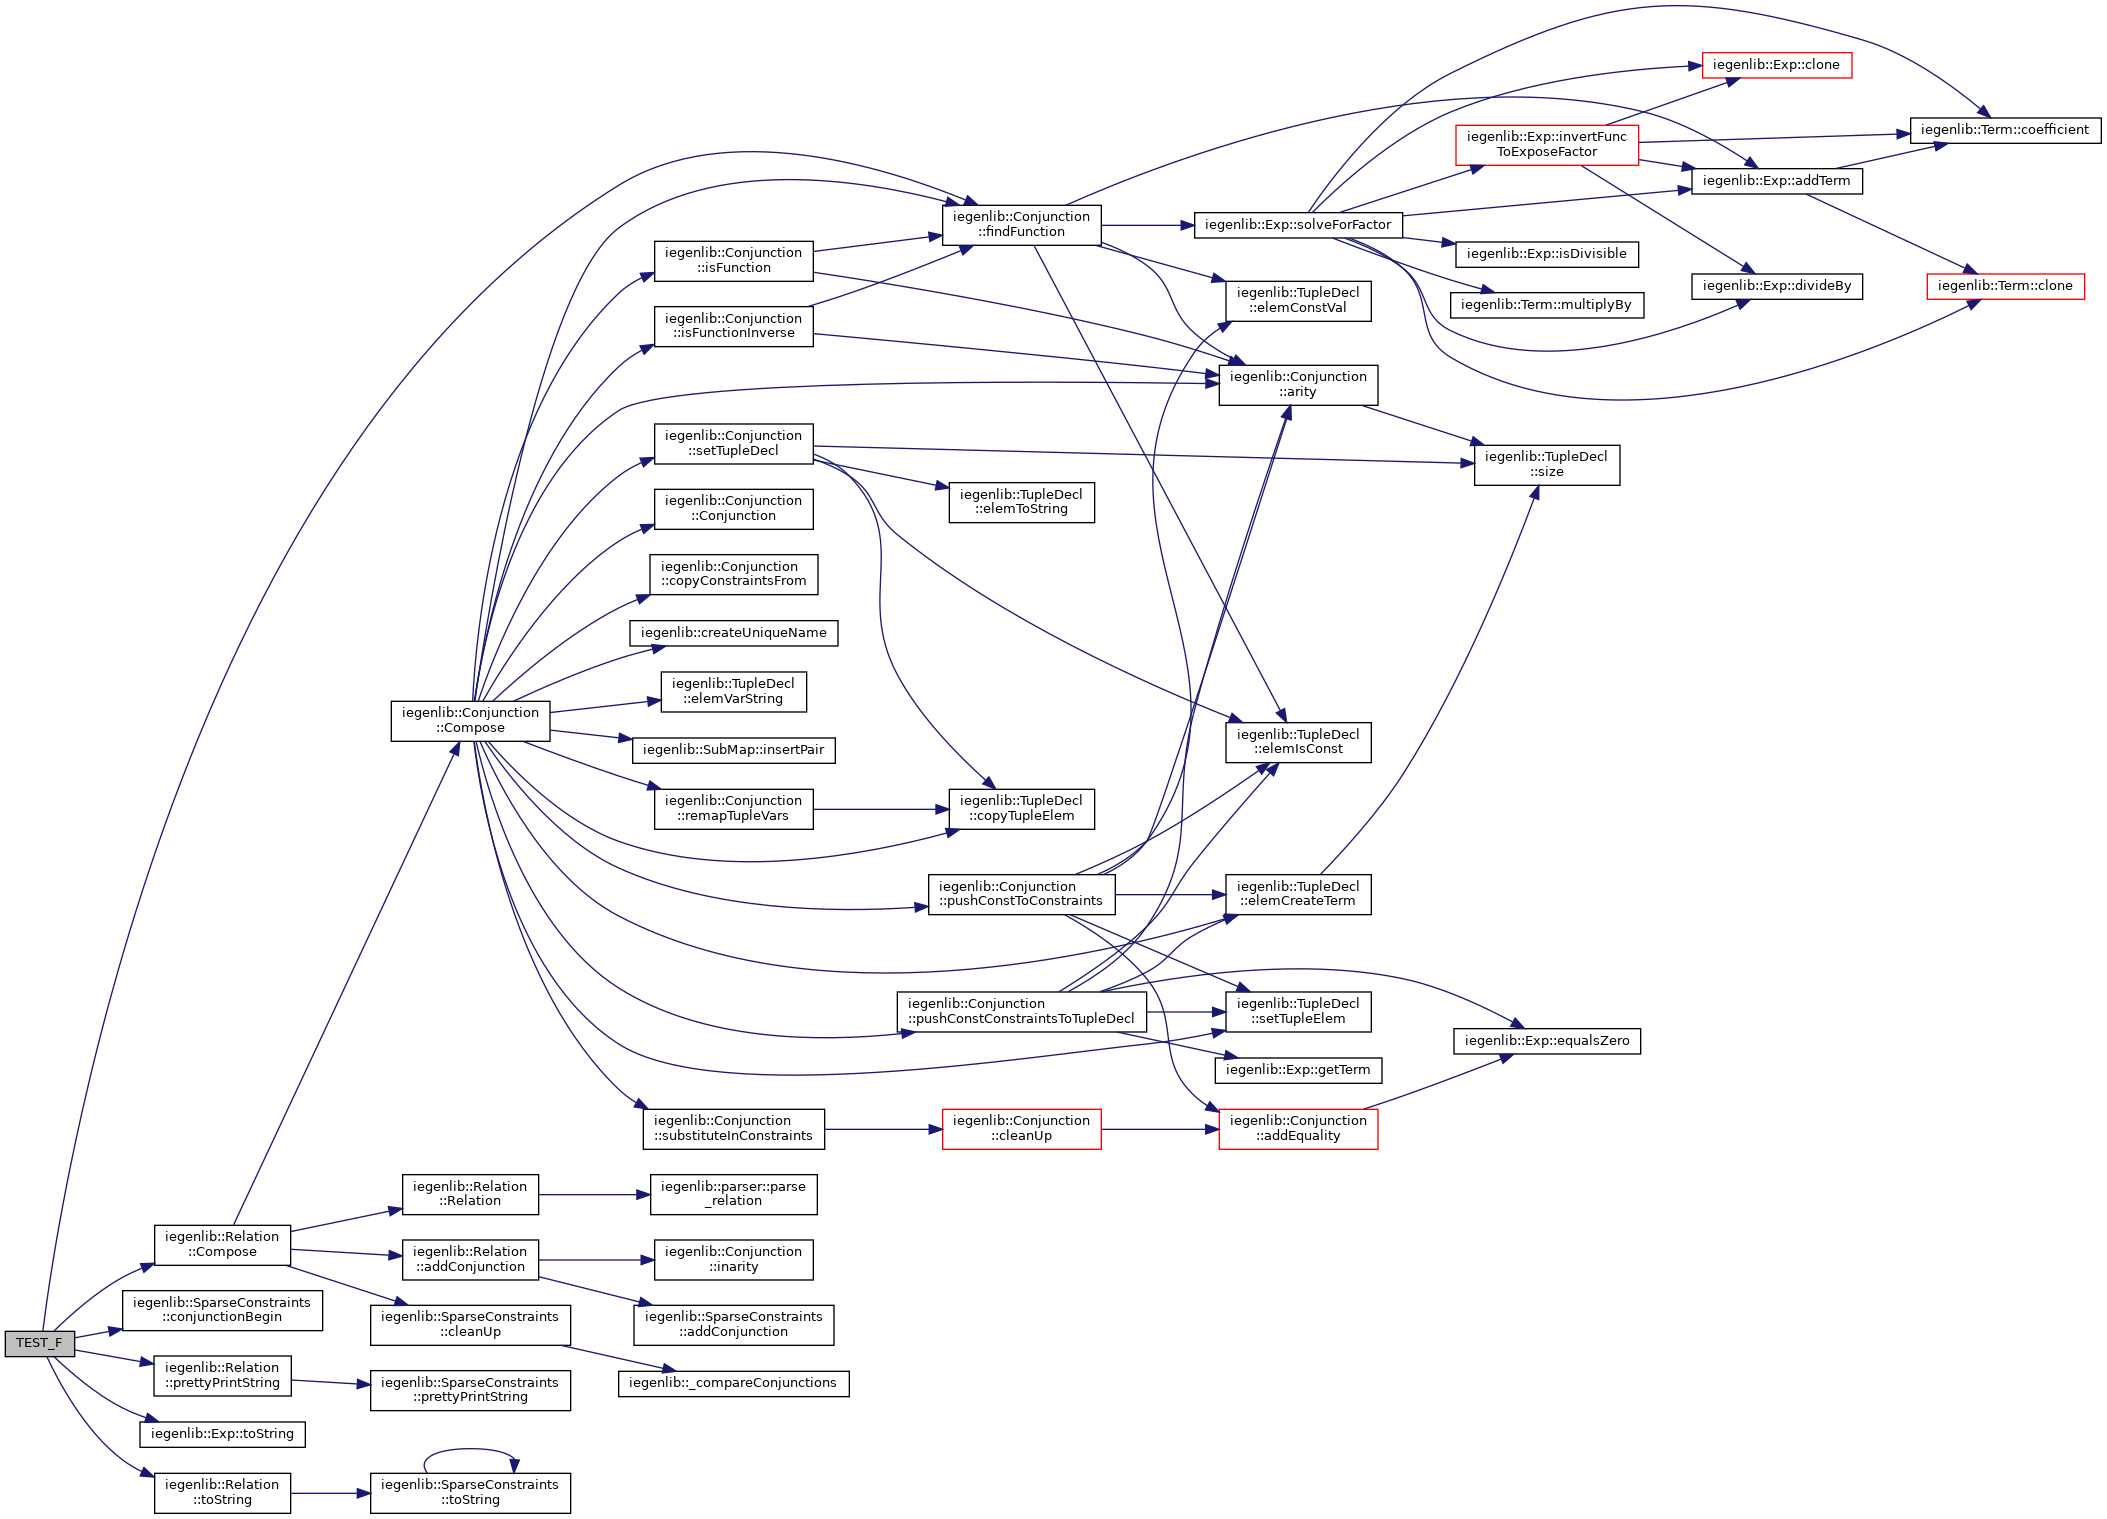 TEST_F
iegenlib::Conjunction
::findFunction
iegenlib::Exp::solveForFactor
iegenlib::Exp::clone
iegenlib::Exp::invertFunc
ToExposeFactor
iegenlib::Term::coefficient
iegenlib::Exp::addTerm
iegenlib::Exp::isDivisible
iegenlib::Term::multiplyBy
iegenlib::Exp::divideBy
iegenlib::Term::clone
iegenlib::TupleDecl
::elemConstVal
iegenlib::Conjunction
::arity
iegenlib::TupleDecl
::size
iegenlib::TupleDecl
::elemIsConst
iegenlib::Conjunction
::isFunction
iegenlib::Conjunction
::isFunctionInverse
iegenlib::Conjunction
::setTupleDecl
iegenlib::TupleDecl
::elemToString
iegenlib::Conjunction
::Conjunction
iegenlib::Conjunction
::copyConstraintsFrom
iegenlib::createUniqueName
iegenlib::TupleDecl
::elemVarString
iegenlib::Conjunction
::Compose
iegenlib::SubMap::insertPair
iegenlib::Conjunction
::remapTupleVars
iegenlib::TupleDecl
::copyTupleElem
iegenlib::Conjunction
::pushConstToConstraints
iegenlib::TupleDecl
::elemCreateTerm
iegenlib::Conjunction
::pushConstConstraintsToTupleDecl
iegenlib::TupleDecl
::setTupleElem
iegenlib::Exp::equalsZero
iegenlib::Exp::getTerm
iegenlib::Conjunction
::substituteInConstraints
iegenlib::Conjunction
::cleanUp
iegenlib::Conjunction
::addEquality
iegenlib::Relation
::Relation
iegenlib::parser::parse
_relation
iegenlib::Relation
::Compose
iegenlib::Relation
::addConjunction
iegenlib::Conjunction
::inarity
iegenlib::SparseConstraints
::conjunctionBegin
iegenlib::SparseConstraints
::cleanUp
iegenlib::SparseConstraints
::addConjunction
iegenlib::Relation
::prettyPrintString
iegenlib::SparseConstraints
::prettyPrintString
iegenlib::_compareConjunctions
iegenlib::Exp::toString
iegenlib::Relation
::toString
iegenlib::SparseConstraints
::toString